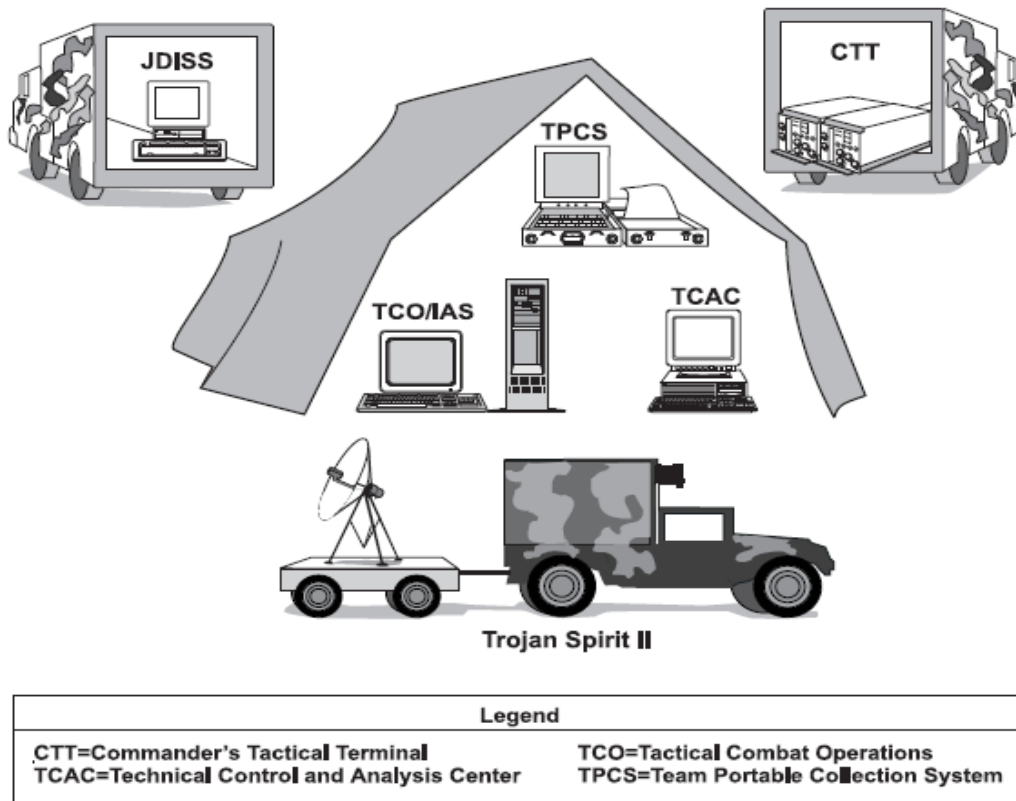 JDISS
CTT
TPCS
TCO/IAS
TCAC
Trojan Spirit II
Legend
CTT=Commander's Tactical Terminal
TCO=Tactical Combat Operations
TCAC=Technical Control and Analysis Center
TPCS=Team Portable Collection System